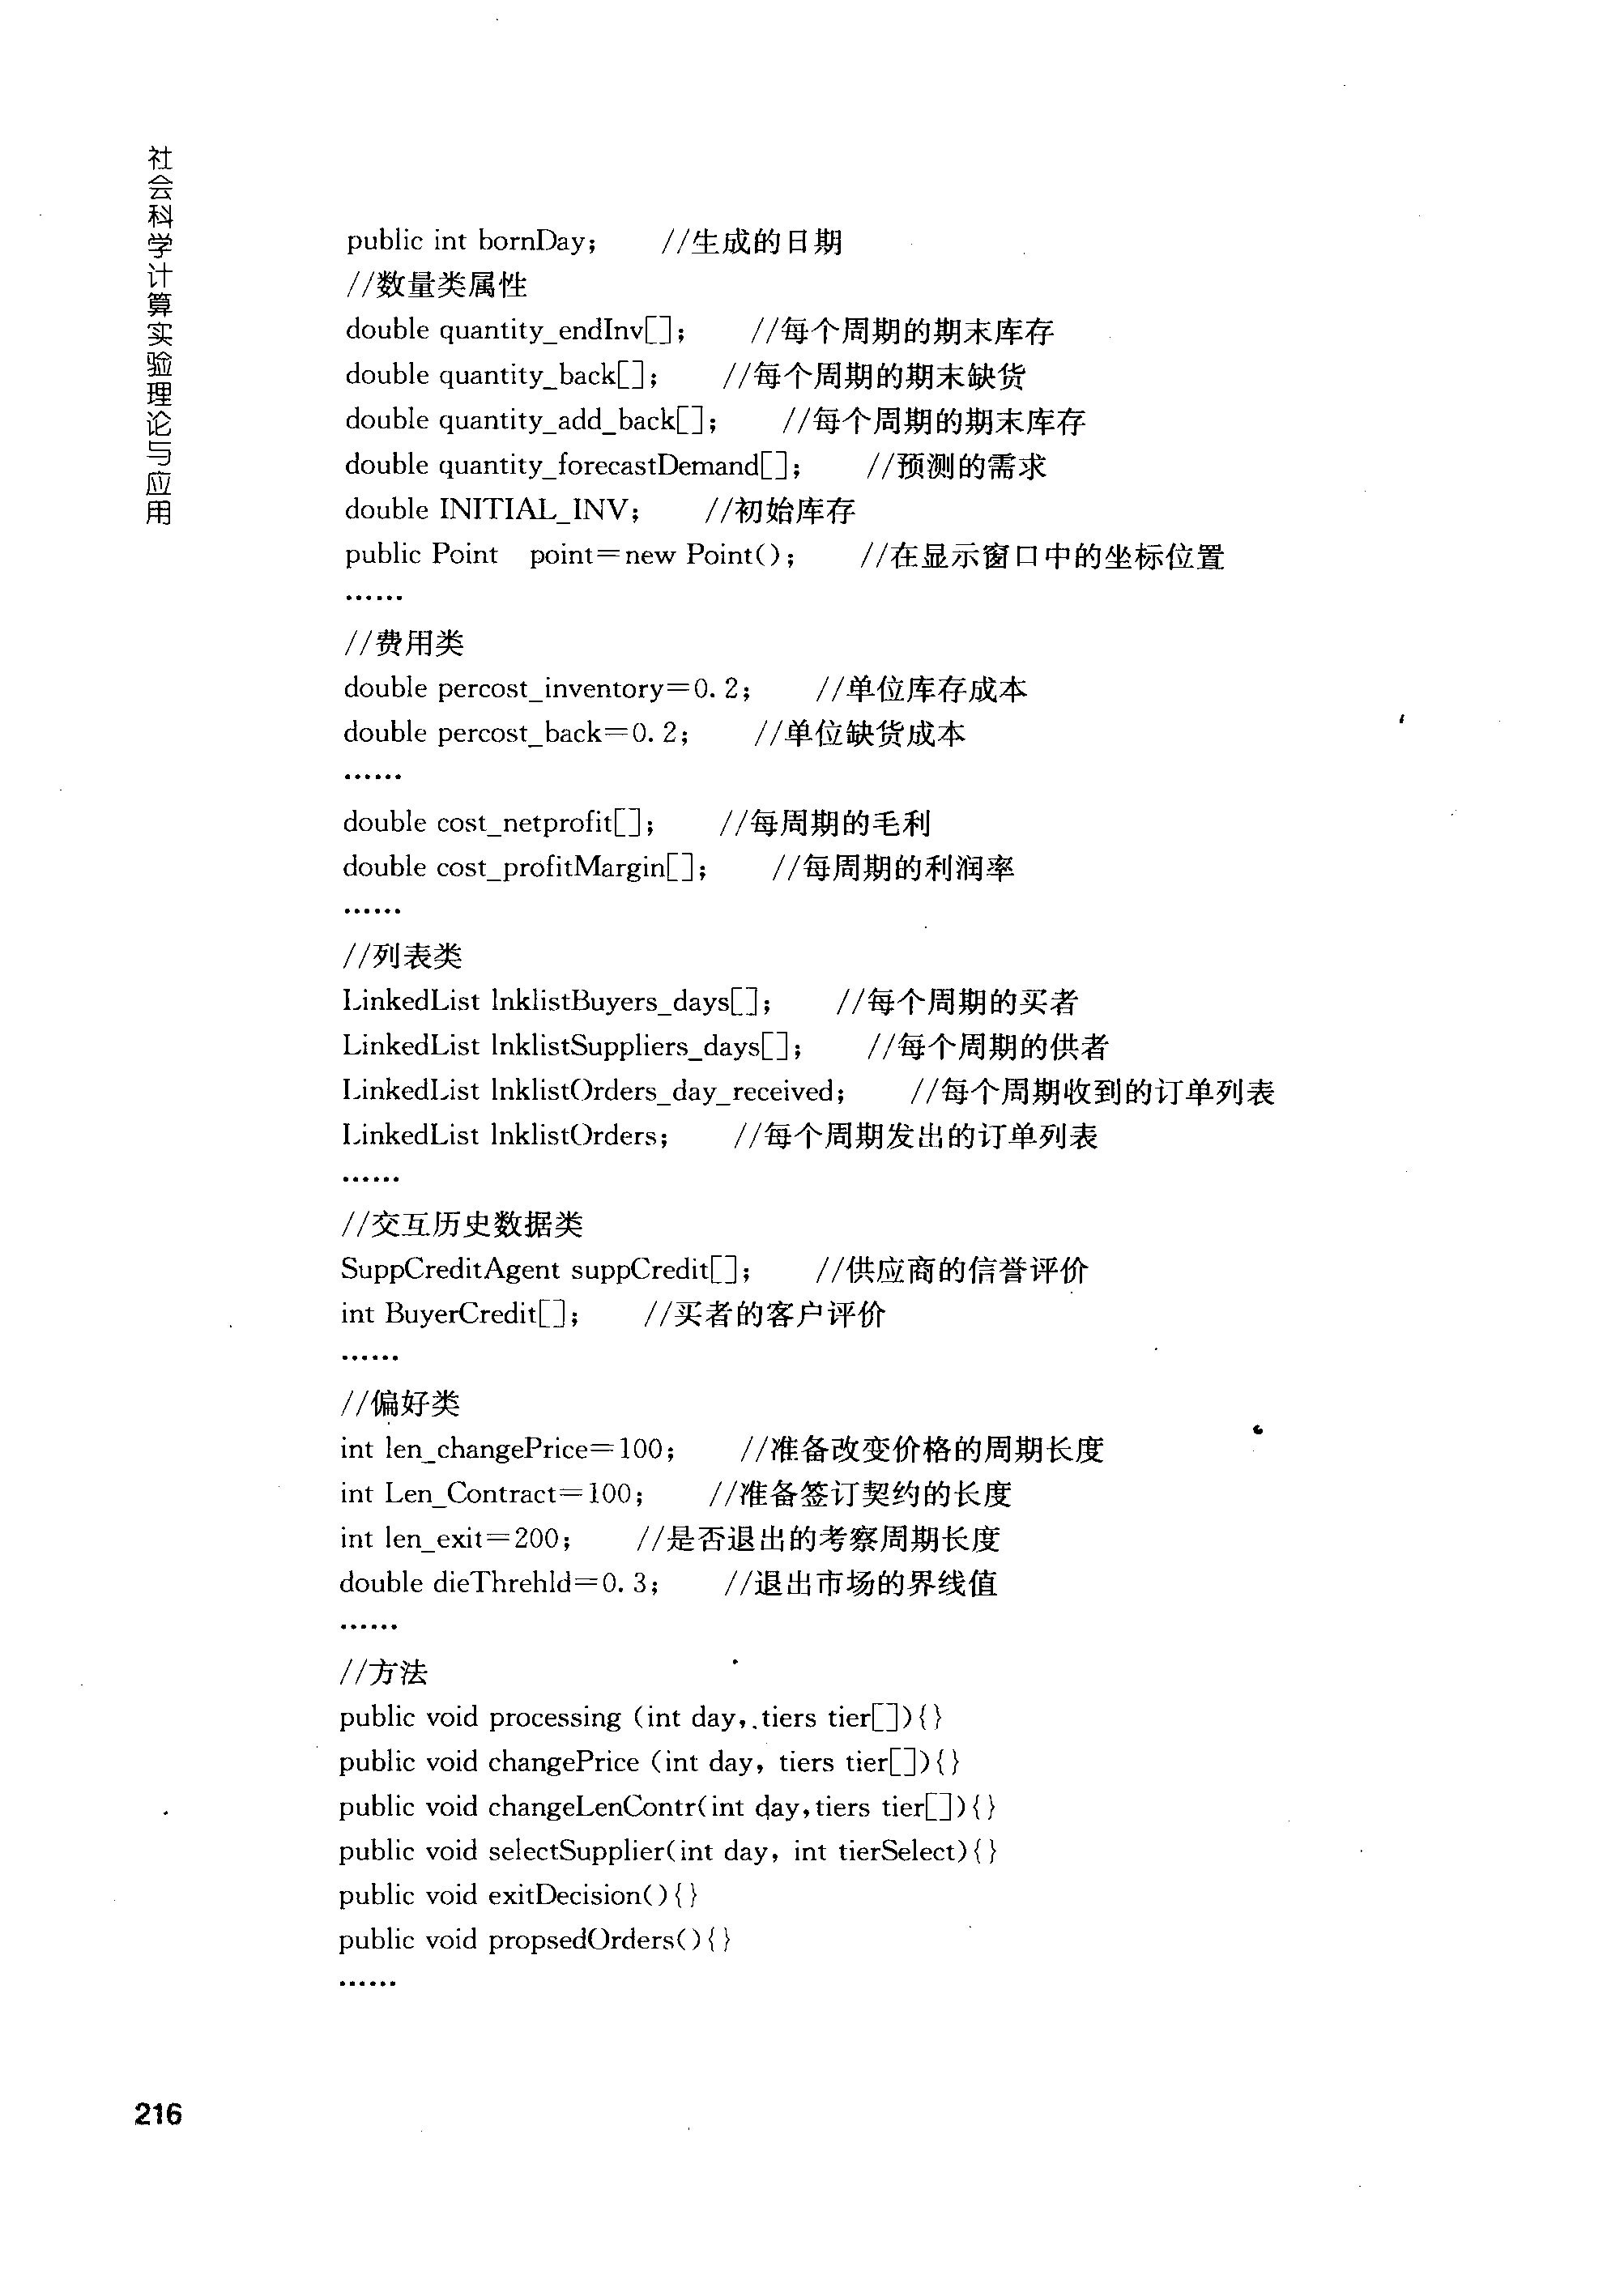 社会科学计算实验理论与应用
public int bornDay;  //生成的日期
//数量类属性
double quantity_endInv[];  //每个周期的期末库存
double quantity_back[];  //每个周期的期末缺货
double quantity_add_back[];  //每个周期的期末库存
double quantity_forecastDemand[];  //预测的需求
double INITIAL_INV;  //初始库存
public Point  point=new Point();  //在显示窗口中的坐标位置
……
//费用类
double percost_inventory=0.2;  //单位库存成本
double percost_back=0.2;  //单位缺货成本
……
double cost_netprofit[];  //每周期的毛利
double cost_profitMargin[];  //每周期的利润率
……
//列表类
LinkedList lnklistBuyers_days[];  //每个周期的买者
LinkedList lnklistSuppliers_days[];  //每个周期的供者
LinkedList lnklistOrders_day_received;  //每个周期收到的订单列表
LinkedList lnklistOrders;  //每个周期发出的订单列表
……
//交互历史数据类
SuppCreditAgent suppCredit[];  //供应商的信誉评价
int BuyerCredit[];  //买者的客户评价
……
//偏好类
int len_changePrice=100;  //准备改变价格的周期长度
int Len_Contract=100;  //准备签订契约的长度
int len_exit=200;  //是否退出的考察周期长度
double dieThrehld=0.3;  //退出市场的界线值
……
//方法
public void processing (int day, tiers tier[]){}
public void changePrice (int day, tiers tier[]){}
public void changeLenContr(int day,tiers tier[]){}
public void selectSupplier(int day, int tierSelect){}
public void exitDecision(){}
public void propsedOrders(){}
……
216